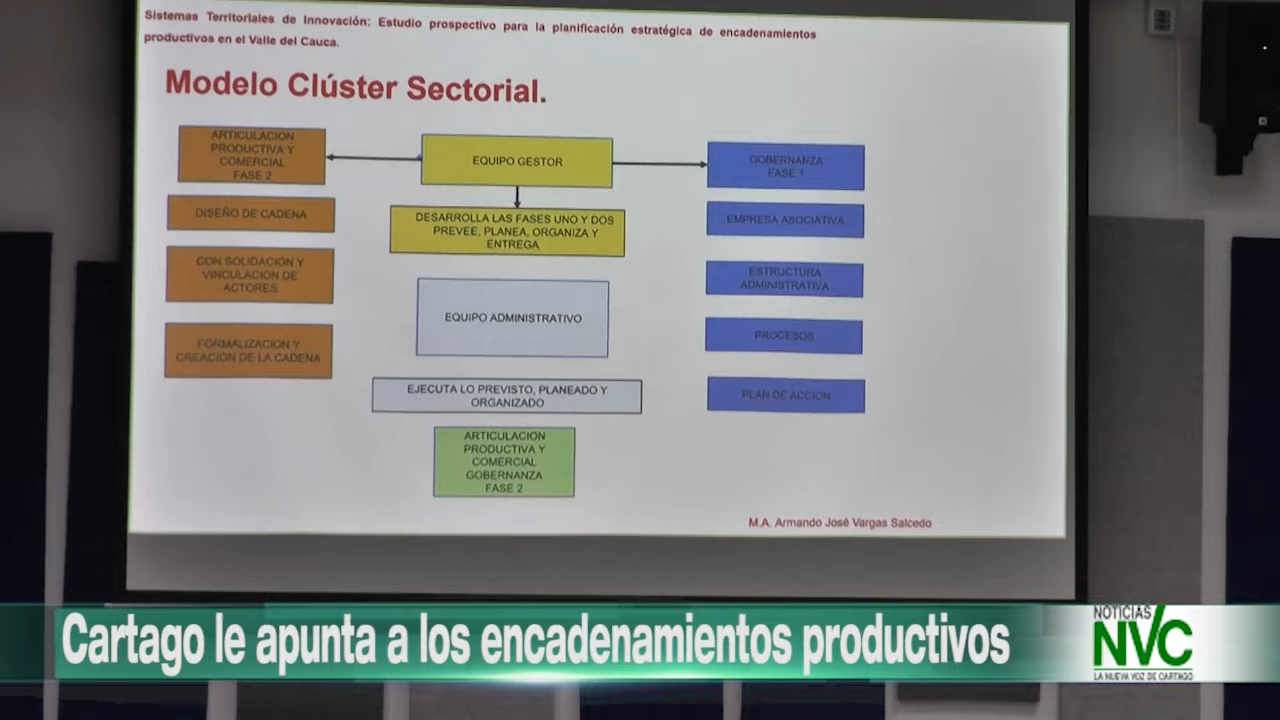 Sistemas Territoriales de Innovación: Estudio prospectivo para la planificación estratégica de encadenamientos
productivos en el Valle del Cauca.
Modelo Clúster Sectorial.
ARTICULACION
PRODUCTIVA Y
COMERCIAL
FASE 2
EQUIPO GESTOR
GOBERNANZA
FASE 1
DISEÑO DE CADENA
DESARROLLA LAS FASES UNO Y DOS
PREVEE, PLANEA, ORGANIZA Y
ENTREGA
EMPRESA ASOCIATIVA
CON SOLIDACION Y
VINCULACION DE
ACTORES
EQUIPO ADMINISTRATIVO
ESTRUCTURA
ADMINISTRATIVA
FORMALIZACION Y
CREACION DE LA CADENA
PROCESOS
EJECUTA LO PREVISTO, PLANEADO Y
ORGANIZADO
PLAN DE ACCION
ARTICULACION
PRODUCTIVA Y
COMERCIAL
GOBERNANZA
FASE 2
M.A. Armando José Vargas Salcedo
Cartago le apunta a los encadenamientos productivos
NOTICIAS
NVC
LA NUEVA VOZ DE CARTAGO